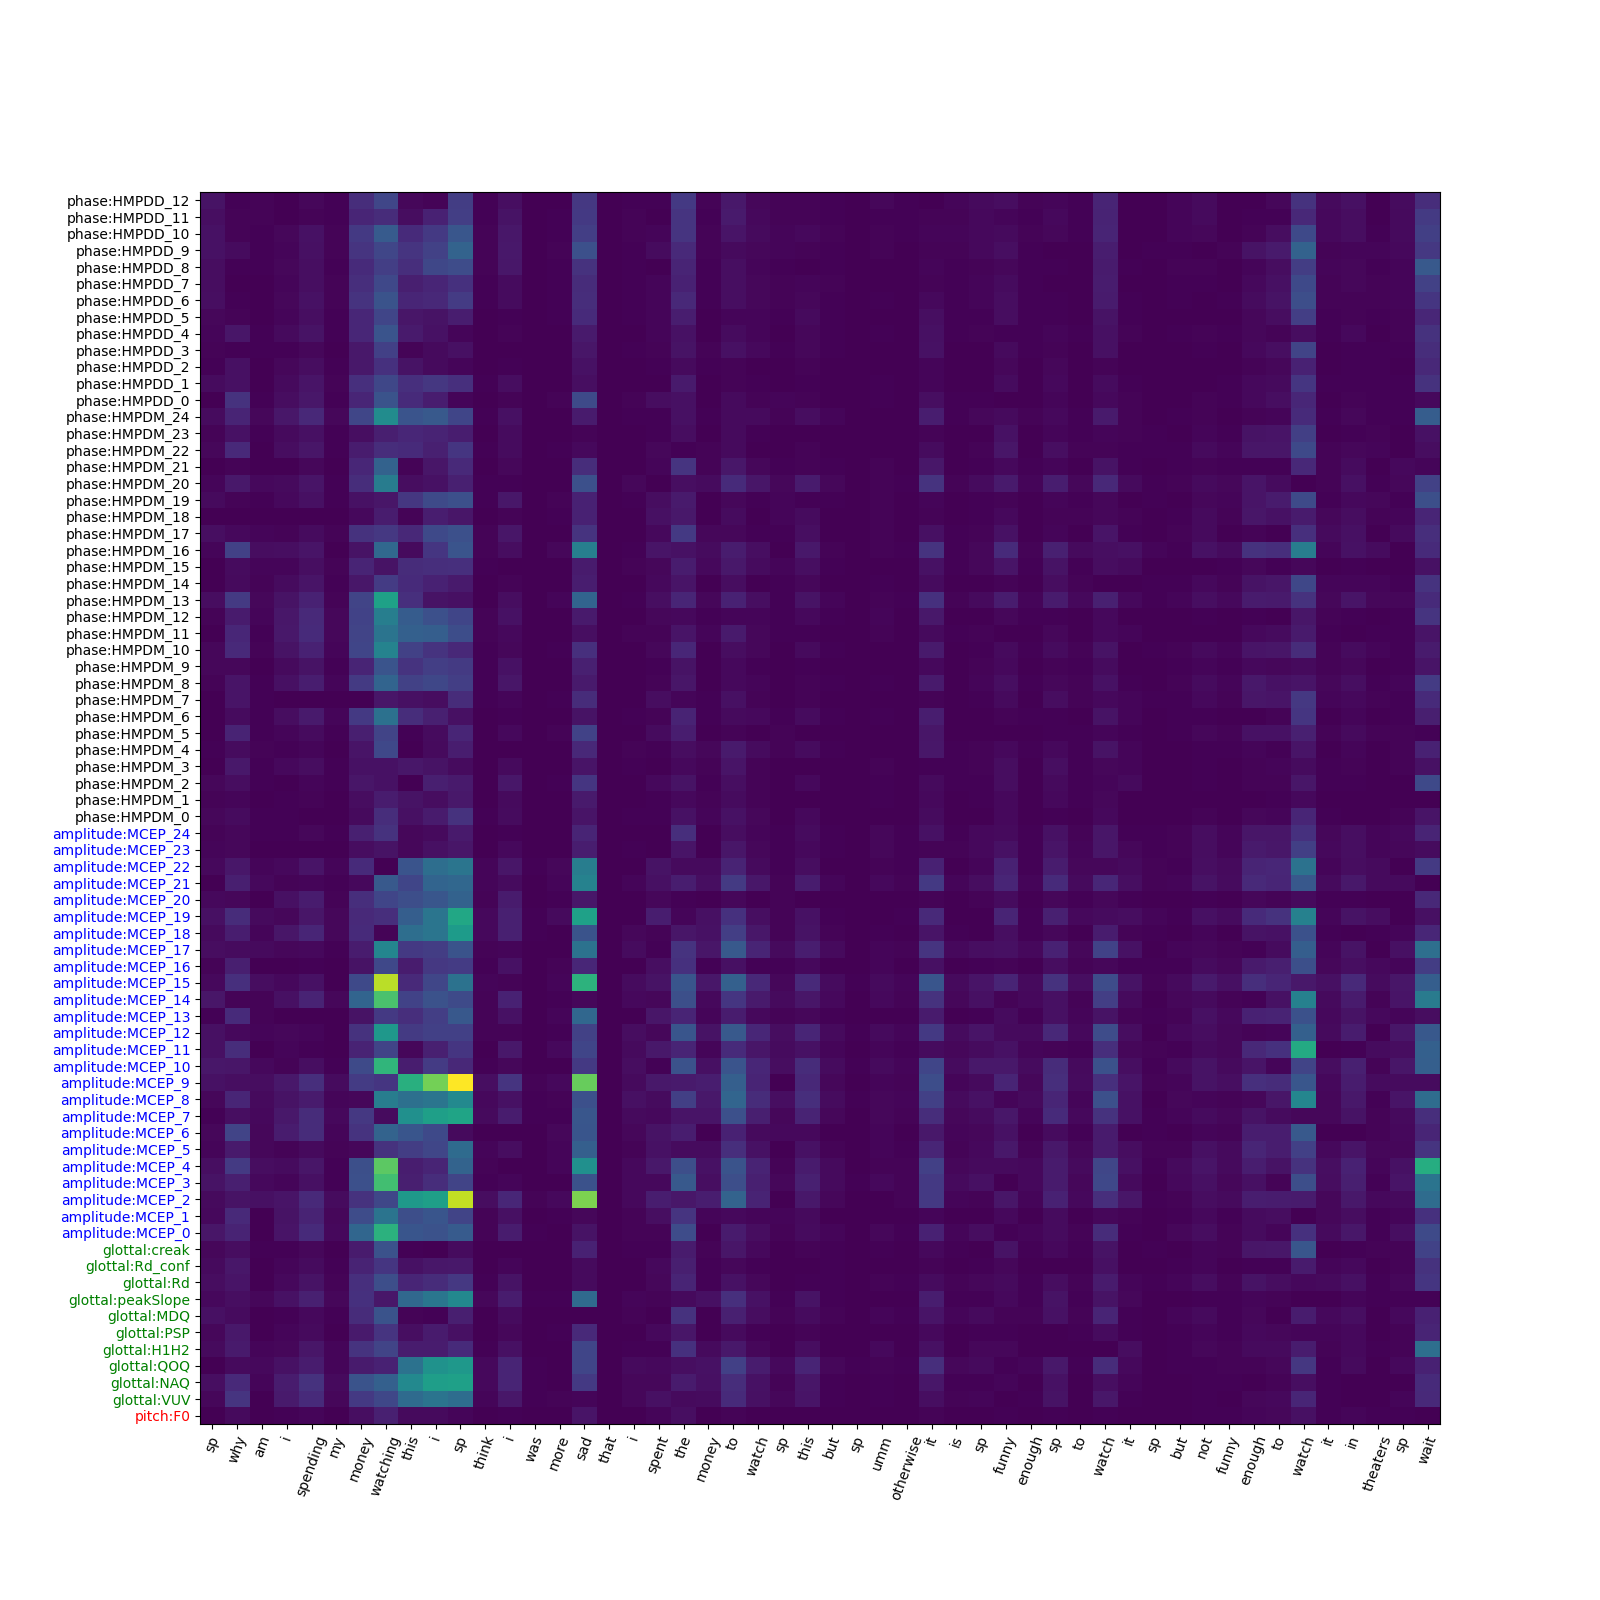 phase:HMPDD_12
phase:HMPDD_11
phase:HMPDD_10
phase:HMPDD_9
phase:HMPDD_8
phase:HMPDD_7
phase:HMPDD_6
phase:HMPDD_5
phase:HMPDD_4
phase:HMPDD_3
phase:HMPDD_2
phase:HMPDD_1
phase:HMPDD_0
phase:HMPDM_24
phase:HMPDM_23
phase:HMPDM_22
phase:HMPDM_21
phase:HMPDM_20
phase:HMPDM_19
phase:HMPDM_18
phase:HMPDM_17
phase:HMPDM_16
phase:HMPDM_15
phase:HMPDM_14
phase:HMPDM_13
phase:HMPDM_12
phase:HMPDM_11
phase:HMPDM_10
phase:HMPDM_9
phase:HMPDM_8
phase:HMPDM_7
phase:HMPDM_6
phase:HMPDM_5
phase:HMPDM_4
phase:HMPDM_3
phase:HMPDM_2
phase:HMPDM_1
phase:HMPDM_0
amplitude:MCEP_24
amplitude:MCEP_23
amplitude:MCEP_22
amplitude:MCEP_21
amplitude:MCEP_20
amplitude:MCEP_19
amplitude:MCEP_18
amplitude:MCEP_17
amplitude:MCEP_16
amplitude:MCEP_15
amplitude:MCEP_14
amplitude:MCEP_13
amplitude:MCEP_12
amplitude:MCEP_11
amplitude:MCEP_10
amplitude:MCEP_9
amplitude:MCEP_8
amplitude:MCEP_7
amplitude:MCEP_6
amplitude:MCEP_5
amplitude:MCEP_4
amplitude:MCEP_3
amplitude:MCEP_2
amplitude:MCEP_1
amplitude:MCEP_0
glottal:creak
glottal:Rd_conf
glottal:Rd
glottal:peakSlope
glottal:MDQ
glottal:PSP
glottal:H1H2
glottal:QOQ
glottal:NAQ
glottal:VUV
pitch:F0
sp
why
am
i
spending
my
money
watching
this
i
sp
think
i
was
more
sad
that
i
spent
the
money
to
watch
sp
this
but
sp
umm
otherwise
it
is
sp
funny
enough
sp
to
watch
it
sp
but
not
funny
enough
to
watch
it
in
theaters
sp
wait